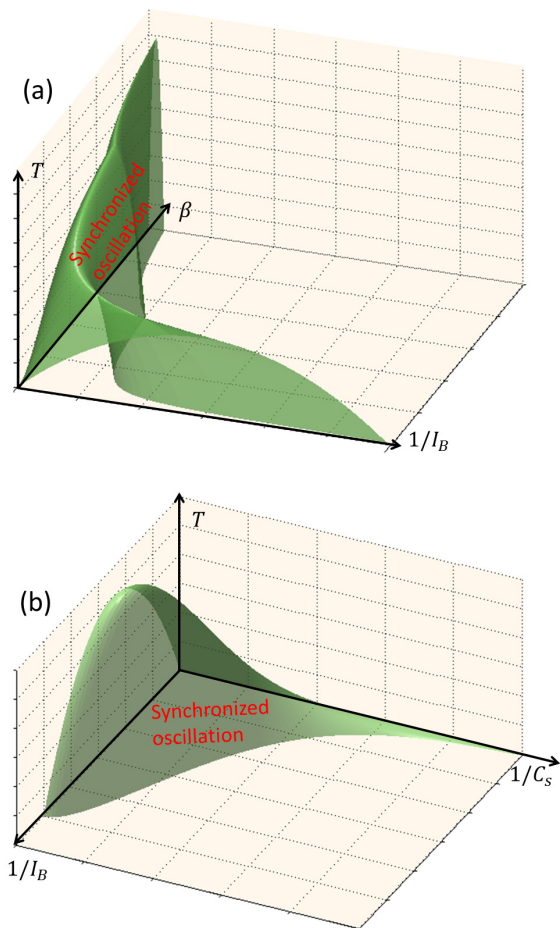 (a)
T
β
Synchronized
oscillation
1/I_B
(b)
T
Synchronized
oscillation
1/C_s
1/I_B